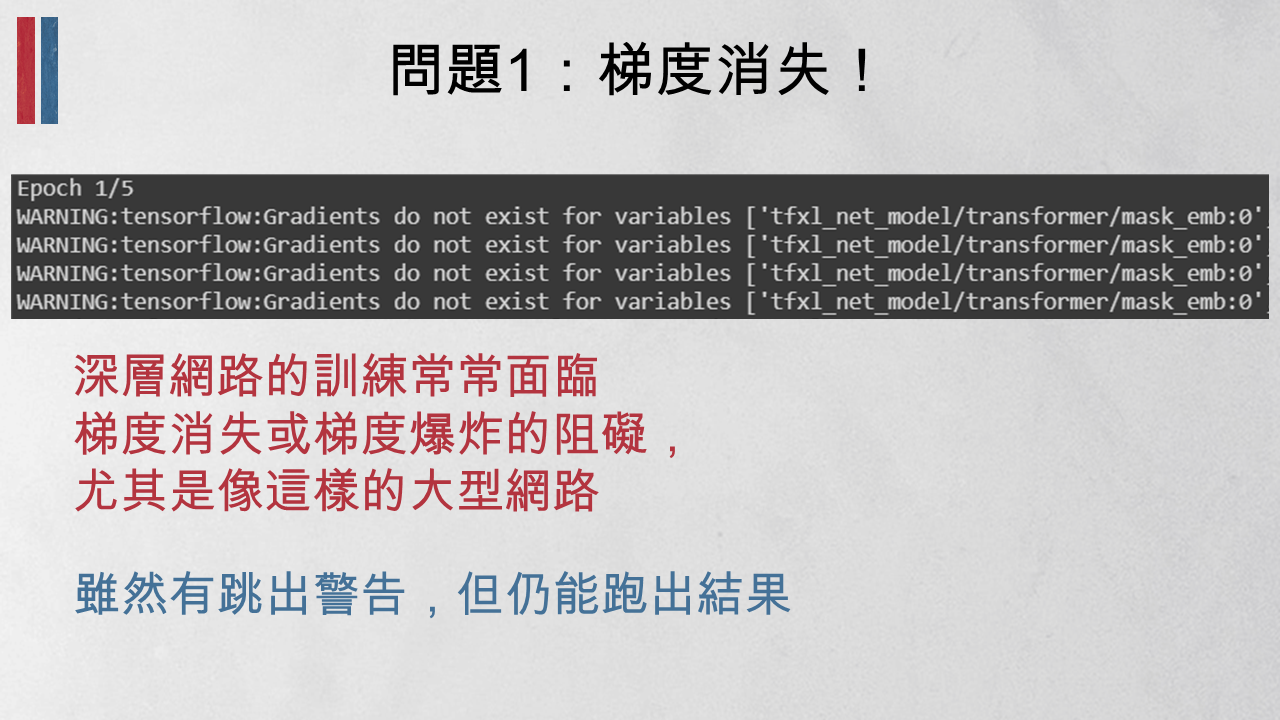 問題1：梯度消失！
Epoch 1/5
WARNING:tensorflow:Gradients do not exist for variables ['tfxl_net_model/transformer/mask_emb:0',
WARNING:tensorflow:Gradients do not exist for variables ['tfxl_net_model/transformer/mask_emb:0',
WARNING:tensorflow:Gradients do not exist for variables ['tfxl_net_model/transformer/mask_emb:0',
WARNING:tensorflow:Gradients do not exist for variables ['tfxl_net_model/transformer/mask_emb:0',
深層網路的訓練常常面臨
梯度消失或梯度爆炸的阻礙，
尤其是像這樣的大型網路
雖然有跳出警告，但仍能跑出結果